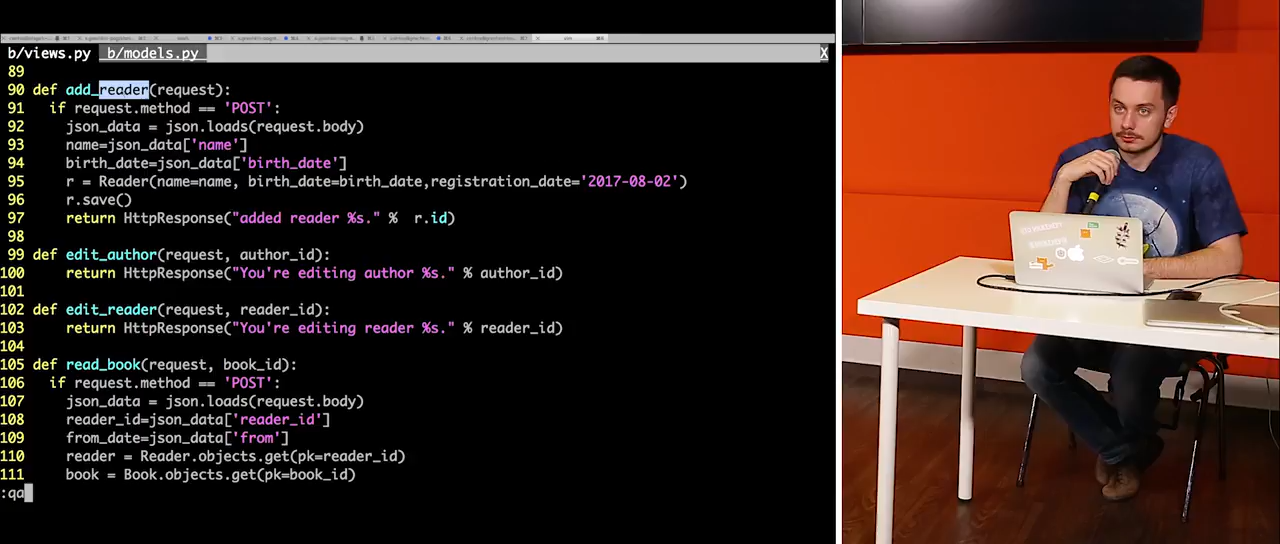 b/views.py b/models.py X
89
90 def add_reader(request):
91 if request.method == 'POST':
92 json_data = json.loads(request.body)
93 name=json_data['name']
94 birth_date=json_data['birth_date']
95 r = Reader(name=name, birth_date=birth_date,registration_date='2017-08-02')
96 r.save()
97 return HttpResponse("added reader %s." % r.id)
98
99 def edit_author(request, author_id):
100 return HttpResponse("You're editing author %s." % author_id)
101
102 def edit_reader(request, reader_id):
103 return HttpResponse("You're editing reader %s." % reader_id)
104
105 def read_book(request, book_id):
106 if request.method == 'POST':
107 json_data = json.loads(request.body)
108 reader_id=json_data['reader_id']
109 from_date=json_data['from']
110 reader = Reader.objects.get(pk=reader_id)
111 book = Book.objects.get(pk=book_id)
:qa